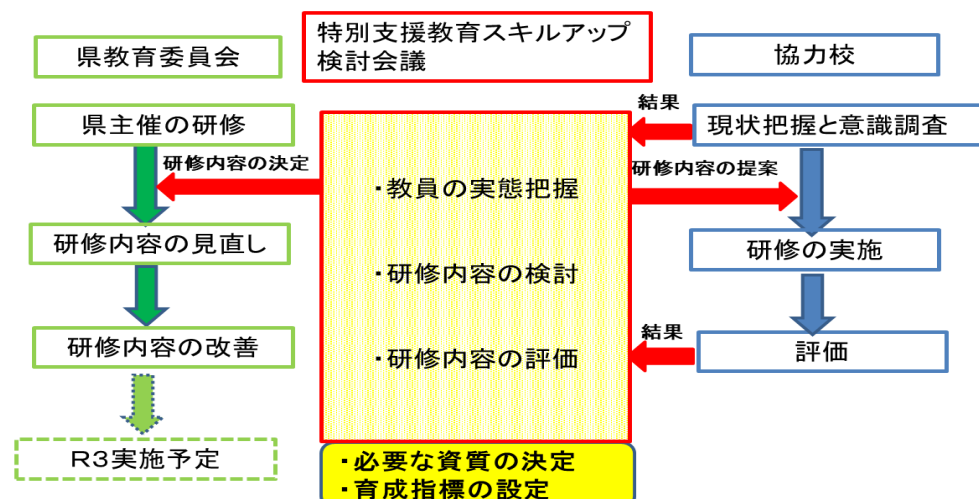 県教育委員会
特別支援教育スキルアップ
検討会議
協力校
県主催の研修
結果
現状把握と意識調査
研修内容の決定
研修内容の提案
・教員の実態把握
研修内容の見直し
研修の実施
・研修内容の検討
結果
研修内容の改善
・研修内容の評価
評価
R3実施予定
・必要な資質の決定
・育成指標の設定